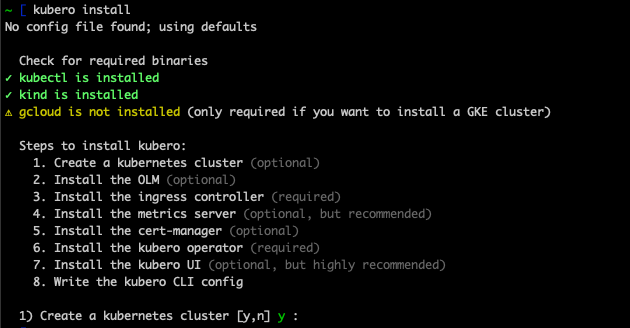 ~ [ kubero install
No config file found; using defaults
Check for required binaries
✓ kubectl is installed
✓ kind is installed
⚠ gcloud is not installed (only required if you want to install a GKE cluster)
Steps to install kubero:
1. Create a kubernetes cluster (optional)
2. Install the OLM (optional)
3. Install the ingress controller (required)
4. Install the metrics server (optional, but recommended)
5. Install the cert-manager (optional)
6. Install the kubero operator (required)
7. Install the kubero UI (optional, but highly recommended)
8. Write the kubero CLI config
1) Create a kubernetes cluster [y,n] y :